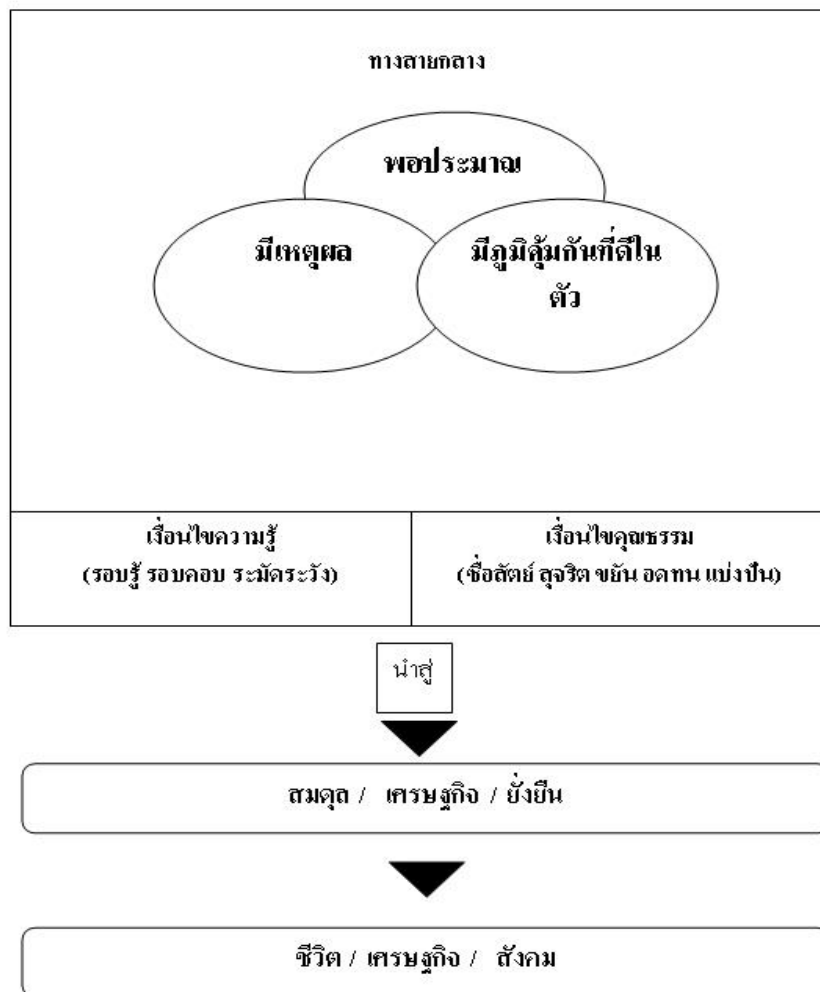 ทางสายกลาง
พอประมาณ
มีเหตุผล
มีภูมิคุ้มกันที่ดีใน
ตัว
เงื่อนไขความรู้
(รอบรู้ รอบคอบ ระมัดระวัง)
เงื่อนไขคุณธรรม
(ซื่อสัตย์ สุจริต ขยัน อดทน แบ่งปัน)
นำสู่
สมดุล / เศรษฐกิจ / ยั่งยืน
ชีวิต / เศรษฐกิจ / สังคม